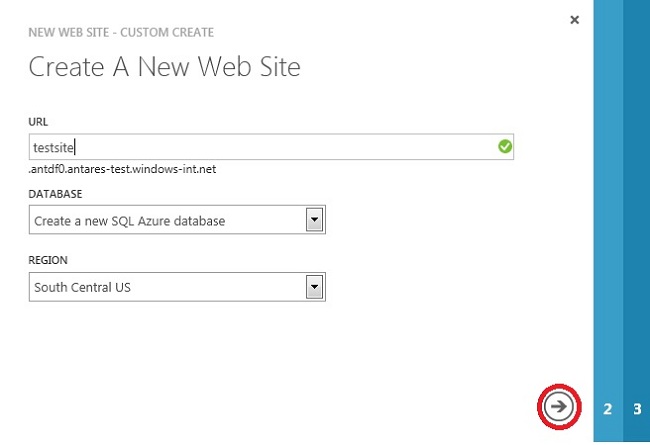 NEW WEB SITE - CUSTOM CREATE
Create A New Web Site
URL
testsite
.antdf0.antares-test.windows-int.net
DATABASE
Create a new SQL Azure database
REGION
South Central US
2 3